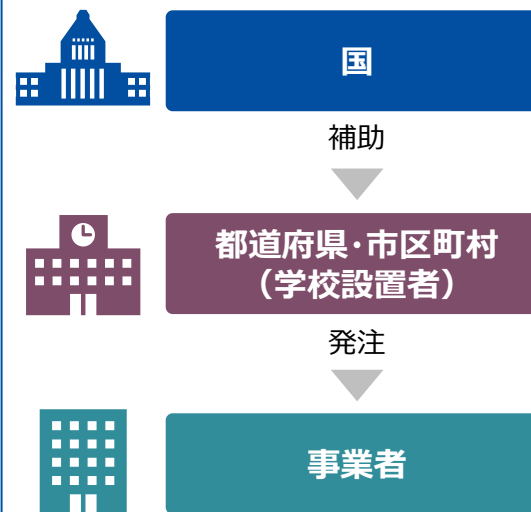 国
補助
都道府県・市区町村
（学校設置者）
発注
事業者